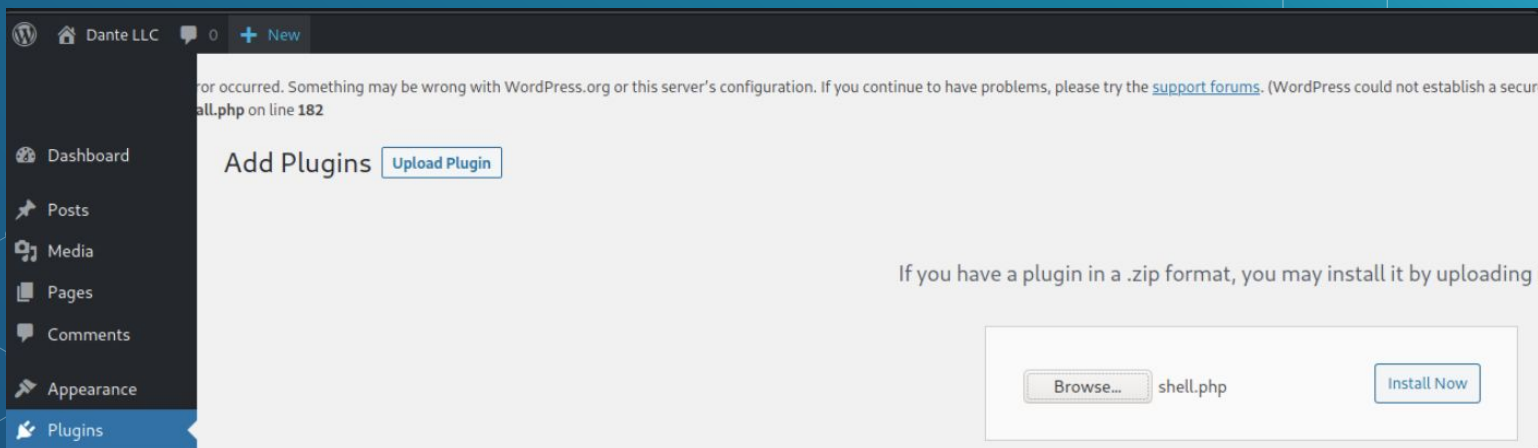 Dante LLC 0 + New
ror occurred. Something may be wrong with WordPress.org or this server's configuration. If you continue to have problems, please try the support forums. (WordPress could not establish a secur
all.php on line 182
Dashboard
Add Plugins Upload Plugin
Posts
Media
If you have a plugin in a .zip format, you may install it by uploading
Pages
Comments
Appearance
Browse... shell.php Install Now
Plugins